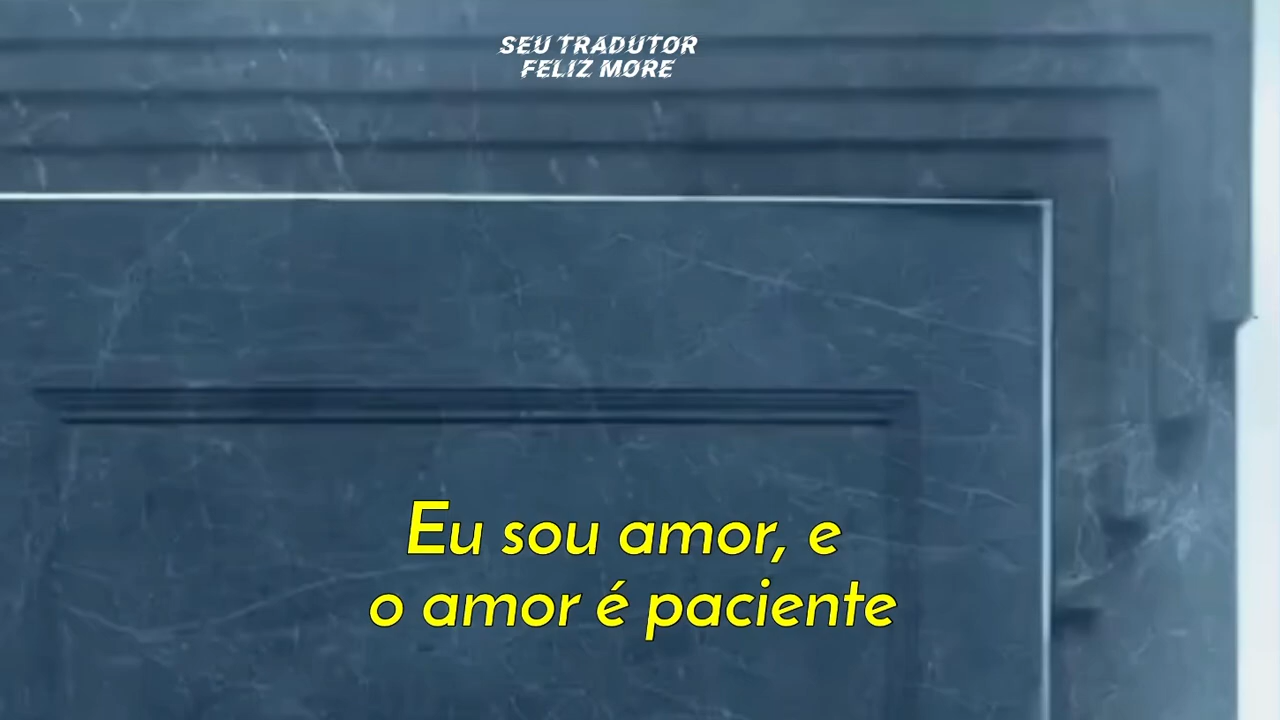 SEU TRADUTOR
FELIZ MORE
Eu sou amor, e
o amor é paciente